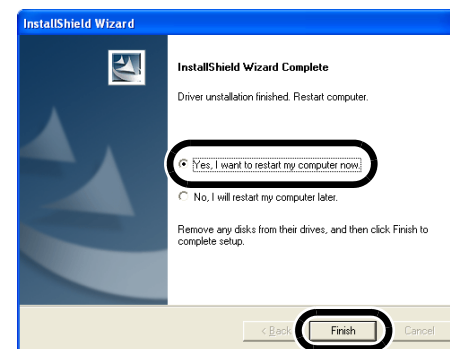 InstallShield Wizard
InstallShield Wizard Complete
Driver unstallation finished. Restart computer.
Yes, I want to restart my computer now.
No, I will restart my computer later.
Remove any disks from their drives, and then click Finish to
complete setup.
< Back
Finish
Cancel